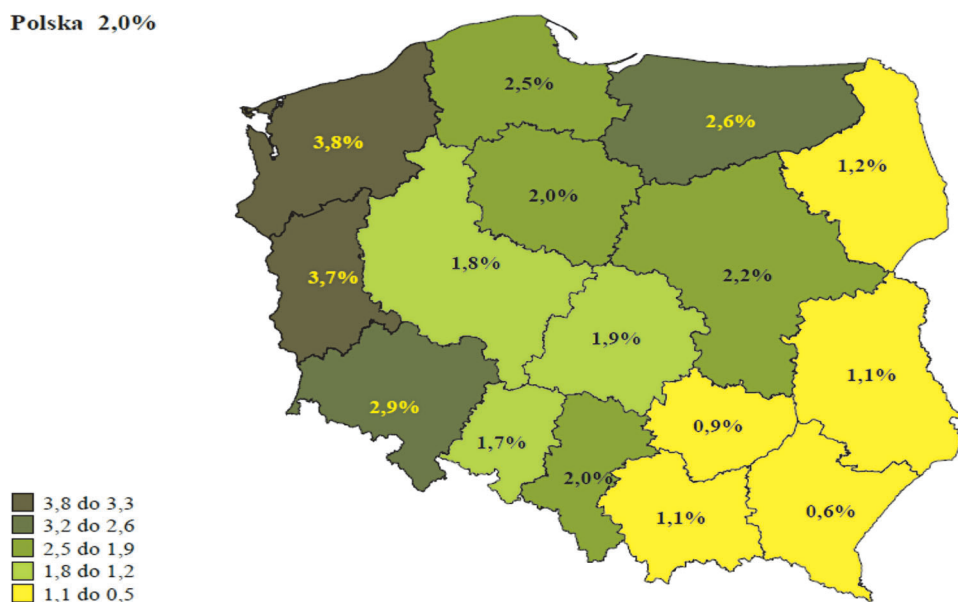 Polska 2,0%
2,5%
2,6%
3,8%
1,2%
2,0%
1,8%
3,7%
2,2%
1,9%
1,1%
2,9%
0,9%
1,7%
2,0%
0,6%
1,1%
3,8 do 3,3
3,2 do 2,6
2,5 do 1,9
1,8 do 1,2
1,1 do 0,5